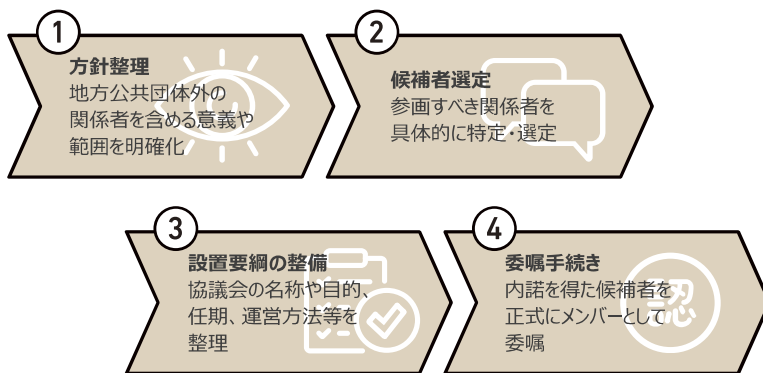 1
方針整理
地方公共団体外の
関係者を含める意義や
範囲を明確化
2
候補者選定
参画すべき関係者を
具体的に特定・選定
3
設置要綱の整備
協議会の名称や目的、
任期、運営方法等を
整理
4
委嘱手続き
内諾を得た候補者を
正式にメンバーとして
委嘱
認